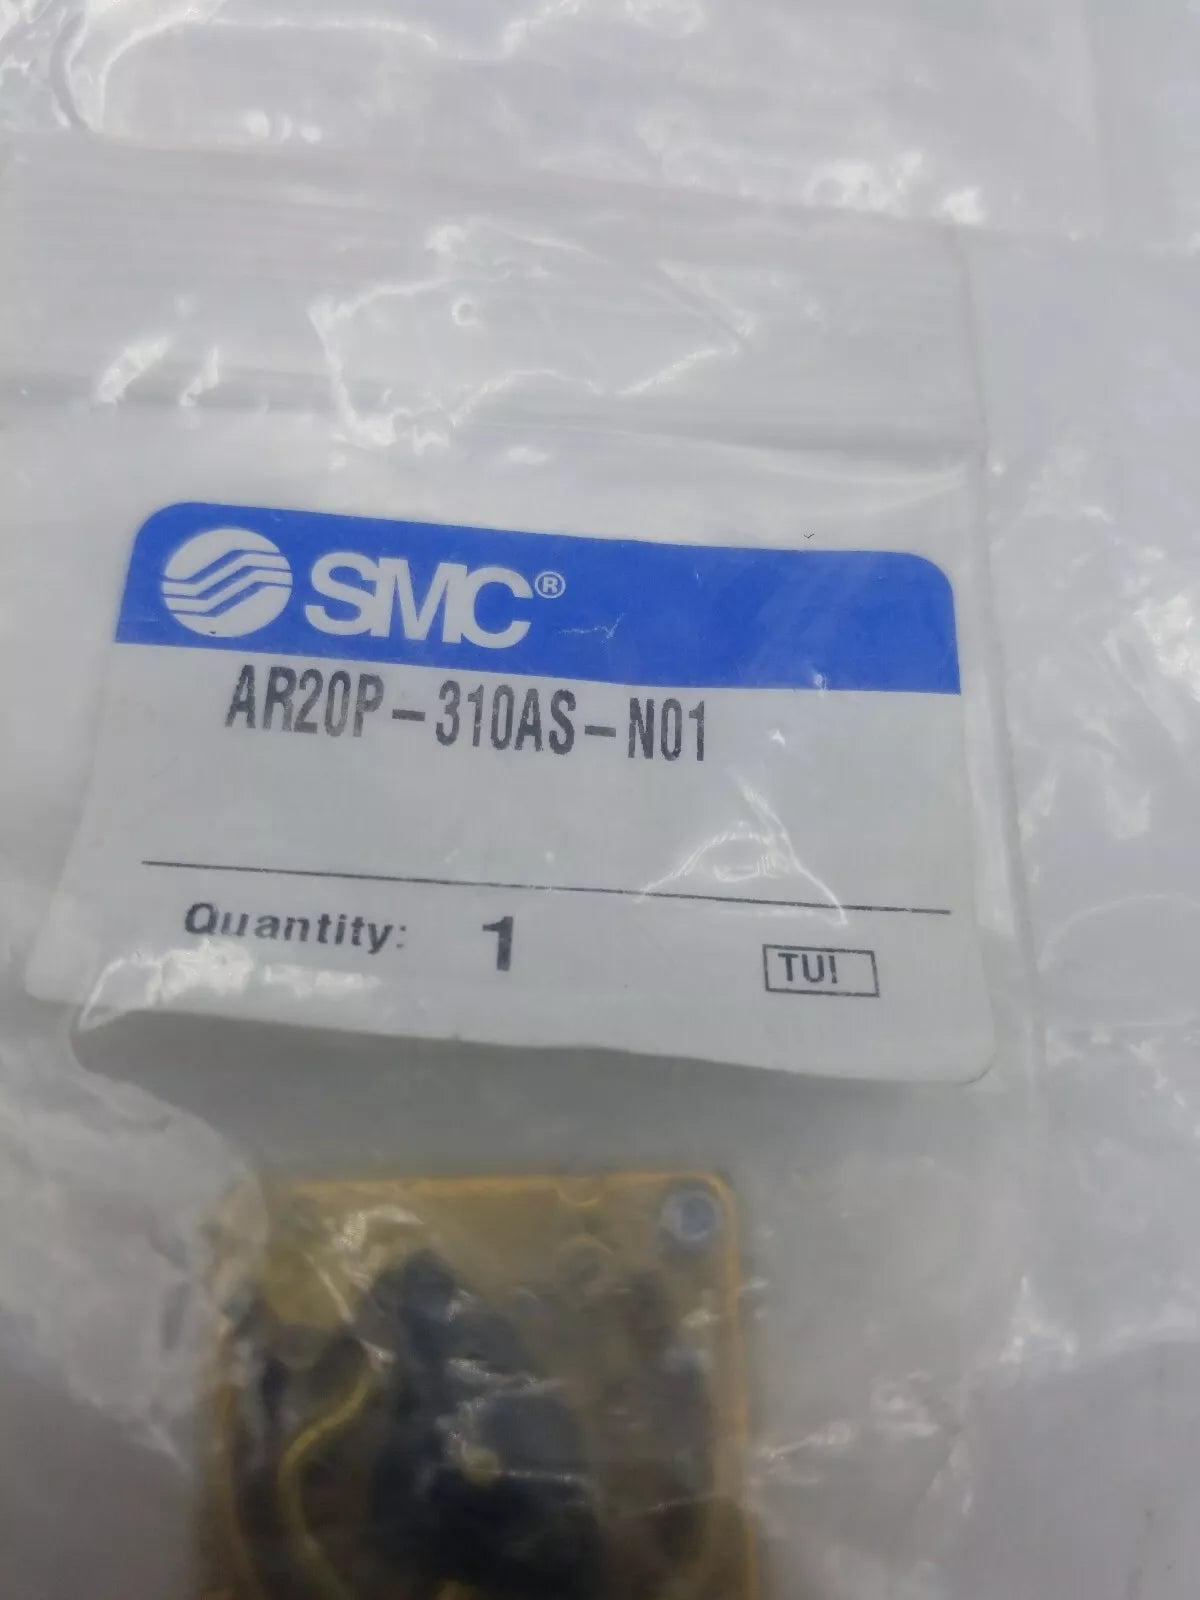 SMC®
AR20P-310AS-N01
Quantity: 1
TU!